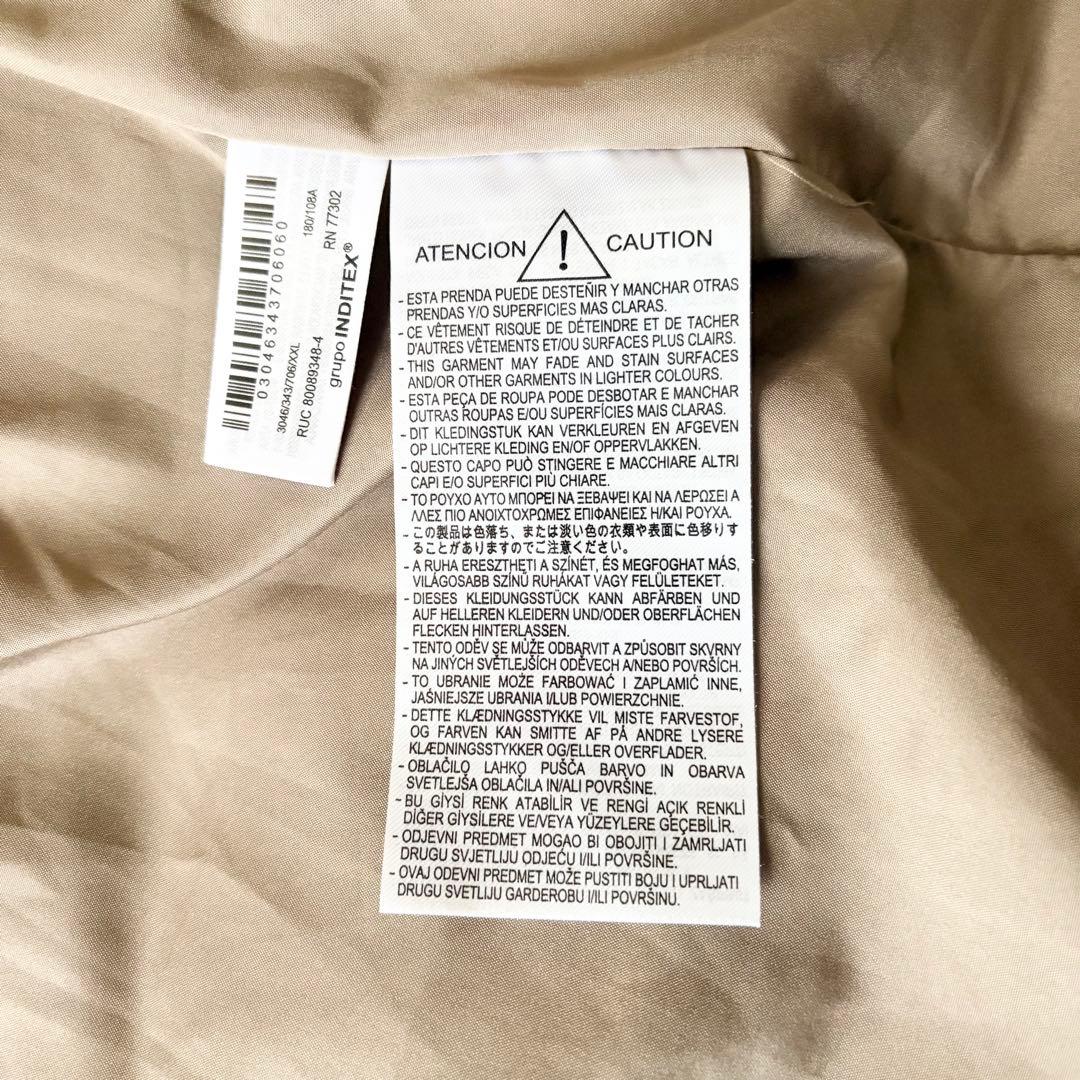 03046343706060
3046/343/706/XXL
180/108A
RUC 80089348-4
RN 77302
grupo INDITEX®
ATENCION ! CAUTION
- ESTA PRENDA PUEDE DESTEÑIR Y MANCHAR OTRAS
PRENDAS Y/O SUPERFICIES MAS CLARAS.
- CE VÊTEMENT RISQUE DE DÉTEINDRE ET DE TACHER
D'AUTRES VÊTEMENTS ET/OU SURFACES PLUS CLAIRS.
- THIS GARMENT MAY FADE AND STAIN SURFACES
AND/OR OTHER GARMENTS IN LIGHTER COLOURS.
- ESTA PEÇA DE ROUPA PODE DESBOTAR E MANCHAR
OUTRAS ROUPAS E/OU SUPERFÍCIES MAIS CLARAS.
- DIT KLEDINGSTUK KAN VERKLEUREN EN AFGEVEN
OP LICHTERE KLEDING EN/OF OPPERVLAKKEN.
- QUESTO CAPO PUÒ STINGERE E MACCHIARE ALTRI
CAPI E/O SUPERFICI PIÙ CHIARE.
- ΤΟ ΡΟΥΧΟ ΑΥΤΟ ΜΠΟΡΕΙ ΝΑ ΞΕΒΑΨΕΙ ΚΑΙ ΝΑ ΛΕΡΩΣΕΙ Α
ΛΛΕΣ ΠΙΟ ΑΝΟΙΧΤΟΧΡΩΜΕΣ ΕΠΙΦΑΝΕΙΕΣ Η/ΚΑΙ ΡΟΥΧΑ.
- この製品は色落ち、または淡い色の衣類や表面に色移りす
ることがありますのでご注意ください。
- A RUHA ERESZTHETI A SZÍNÉT, ÉS MEGFOGHAT MÁS,
VILÁGOSABB SZÍNŰ RUHÁKAT VAGY FELÜLETEKET.
- DIESES KLEIDUNGSSTÜCK KANN ABFÄRBEN UND
AUF HELLEREN KLEIDERN UND/ODER OBERFLÄCHEN
FLECKEN HINTERLASSEN.
- TENTO ODĚV SE MŮŽE ODBARVIT A ZPŮSOBIT SKVRNY
NA JINÝCH SVĚTLEJŠÍCH ODĚVECH A/NEBO POVRŠÍCH.
- TO UBRANIE MOŻE FARBOWAĆ I ZAPLAMIĆ INNE,
JAŚNIEJSZE UBRANIA I/LUB POWIERZCHNIE.
- DETTE KLÆDNINGSSTYKKE VIL MISTE FARVESTOF,
OG FARVEN KAN SMITTE AF PÅ ANDRE LYSERE
KLÆDNINGSSTYKKER OG/ELLER OVERFLADER.
- OBLAČILO LAHKO PUŠČA BARVO IN OBARVA
SVETLEJŠA OBLAČILA IN/ALI POVRŠINE.
- BU GİYSİ RENK ATABİLİR VE RENGİ AÇIK RENKLİ
DİĞER GİYSİLERE VE/VEYA YÜZEYLERE GEÇEBİLİR.
- ODJEVNI PREDMET MOGAO BI OBOJITI I ZAMRLJATI
DRUGU SVJETLIJU ODJEĆU I/ILI POVRŠINE.
- OVAJ ODEVNI PREDMET MOŽE PUSTITI BOJU I UPRLJATI
DRUGU SVETLIJU GARDEROBU I/ILI POVRŠINU.